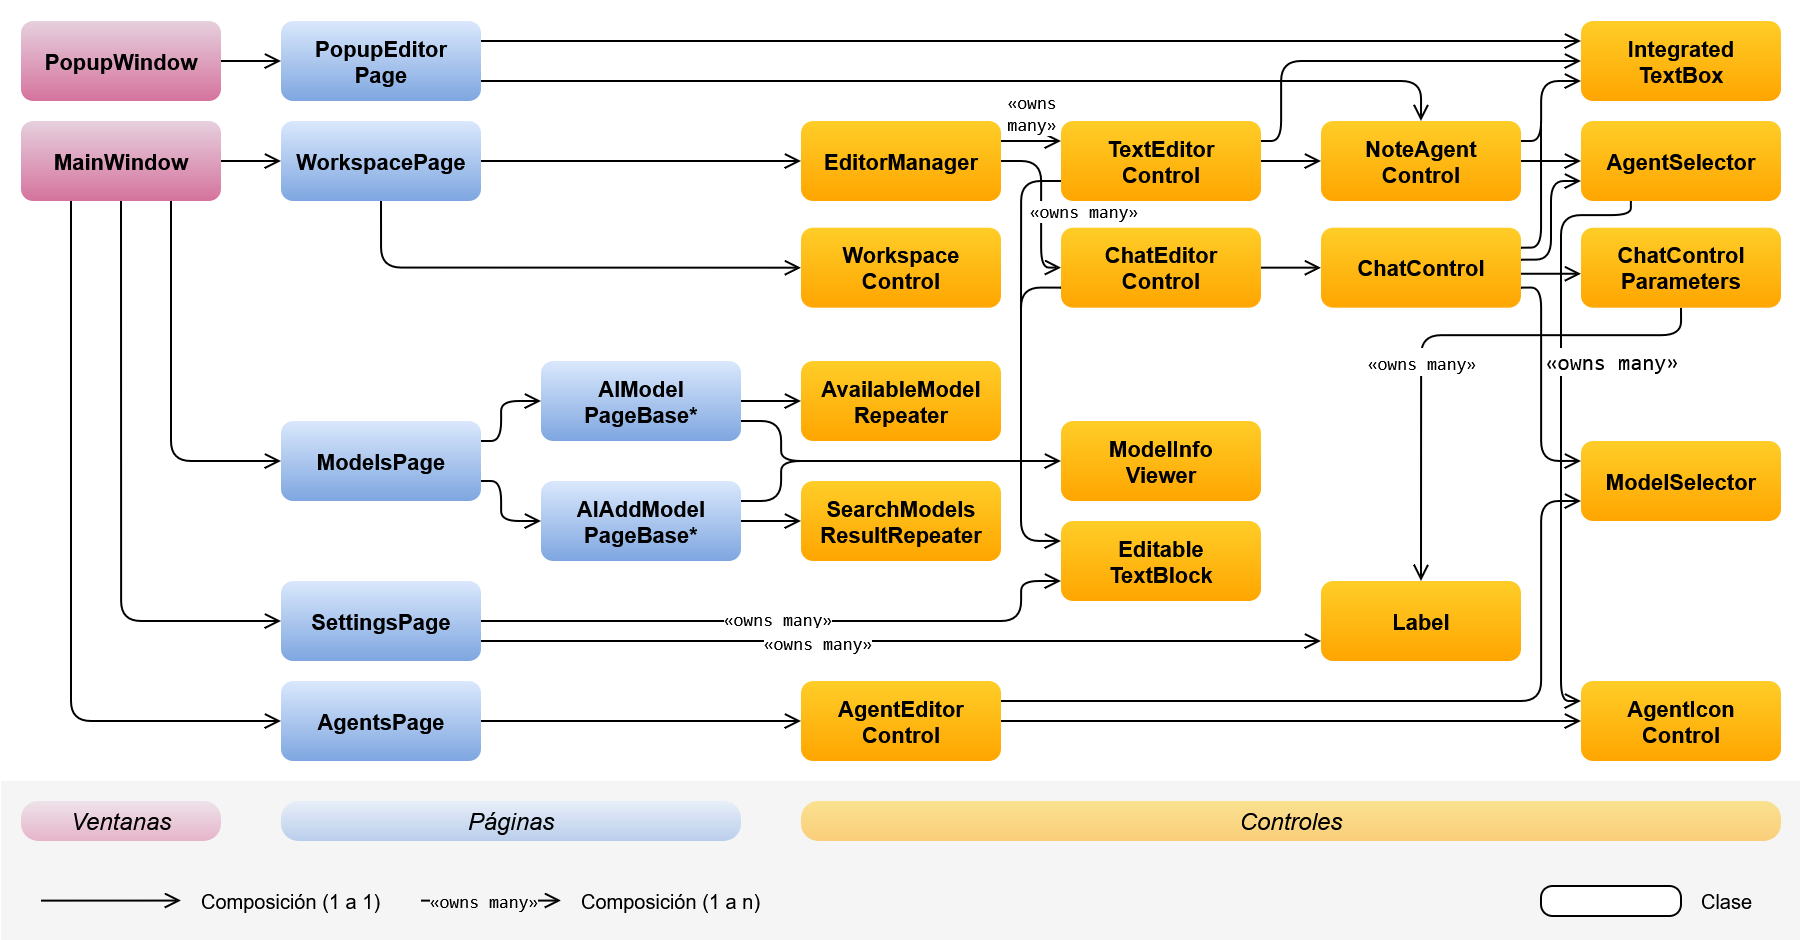 PopupWindow
PopupEditor
Page
Integrated
TextBox
«owns
many»
MainWindow
WorkspacePage
EditorManager
TextEditor
Control
NoteAgent
Control
AgentSelector
«owns many»
Workspace
Control
ChatEditor
Control
ChatControl
ChatControl
Parameters
«owns many»
«owns many»
AIModel
PageBase*
AvailableModel
Repeater
ModelsPage
ModelInfo
Viewer
ModelSelector
AIAddModel
PageBase*
SearchModels
ResultRepeater
Editable
TextBlock
SettingsPage
«owns many»
«owns many»
Label
AgentsPage
AgentEditor
Control
AgentIcon
Control
Ventanas
Páginas
Controles
Composición (1 a 1)
«owns many»
Composición (1 a n)
Clase